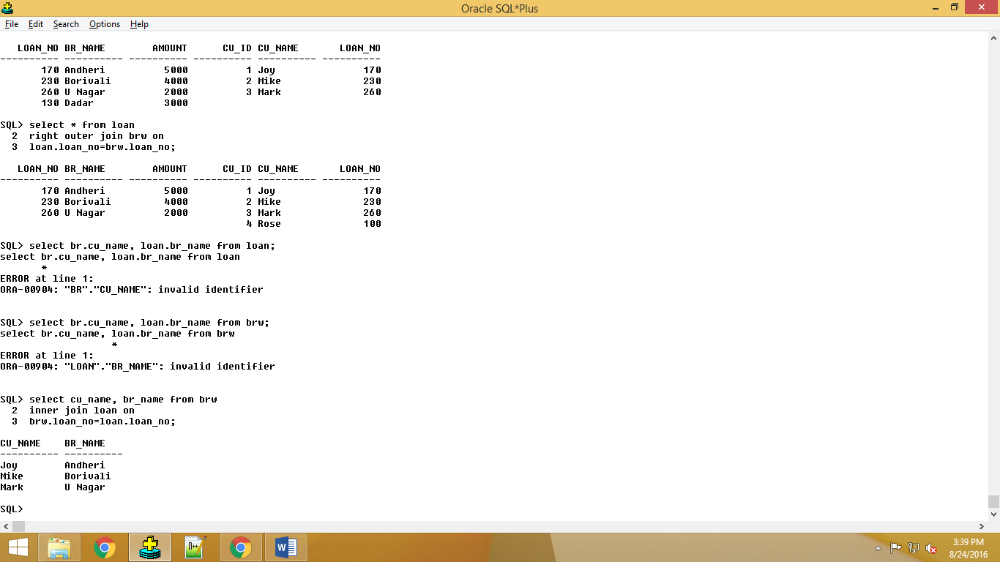 Oracle SQL*Plus
File Edit Search Options Help
   LOAN_NO BR_NAME        AMOUNT      CU_ID CU_NAME       LOAN_NO
---------- ---------- ---------- ---------- ---------- ----------
       170 Andheri          5000          1 Joy               170
       230 Borivali         4000          2 Mike              230
       260 U Nagar          2000          3 Mark              260
       130 Dadar            3000
SQL> select * from loan
  2  right outer join brw on
  3  loan.loan_no=brw.loan_no;
   LOAN_NO BR_NAME        AMOUNT      CU_ID CU_NAME       LOAN_NO
---------- ---------- ---------- ---------- ---------- ----------
       170 Andheri          5000          1 Joy               170
       230 Borivali         4000          2 Mike              230
       260 U Nagar          2000          3 Mark              260
                                          4 Rose              100
SQL> select br.cu_name, loan.br_name from loan;
select br.cu_name, loan.br_name from loan
       *
ERROR at line 1:
ORA-00904: "BR"."CU_NAME": invalid identifier
SQL> select br.cu_name, loan.br_name from brw;
select br.cu_name, loan.br_name from brw
                   *
ERROR at line 1:
ORA-00904: "LOAN"."BR_NAME": invalid identifier
SQL> select cu_name, br_name from brw
  2  inner join loan on
  3  brw.loan_no=loan.loan_no;
CU_NAME    BR_NAME
---------- ----------
Joy        Andheri
Mike       Borivali
Mark       U Nagar
SQL>
3:39 PM
8/24/2016